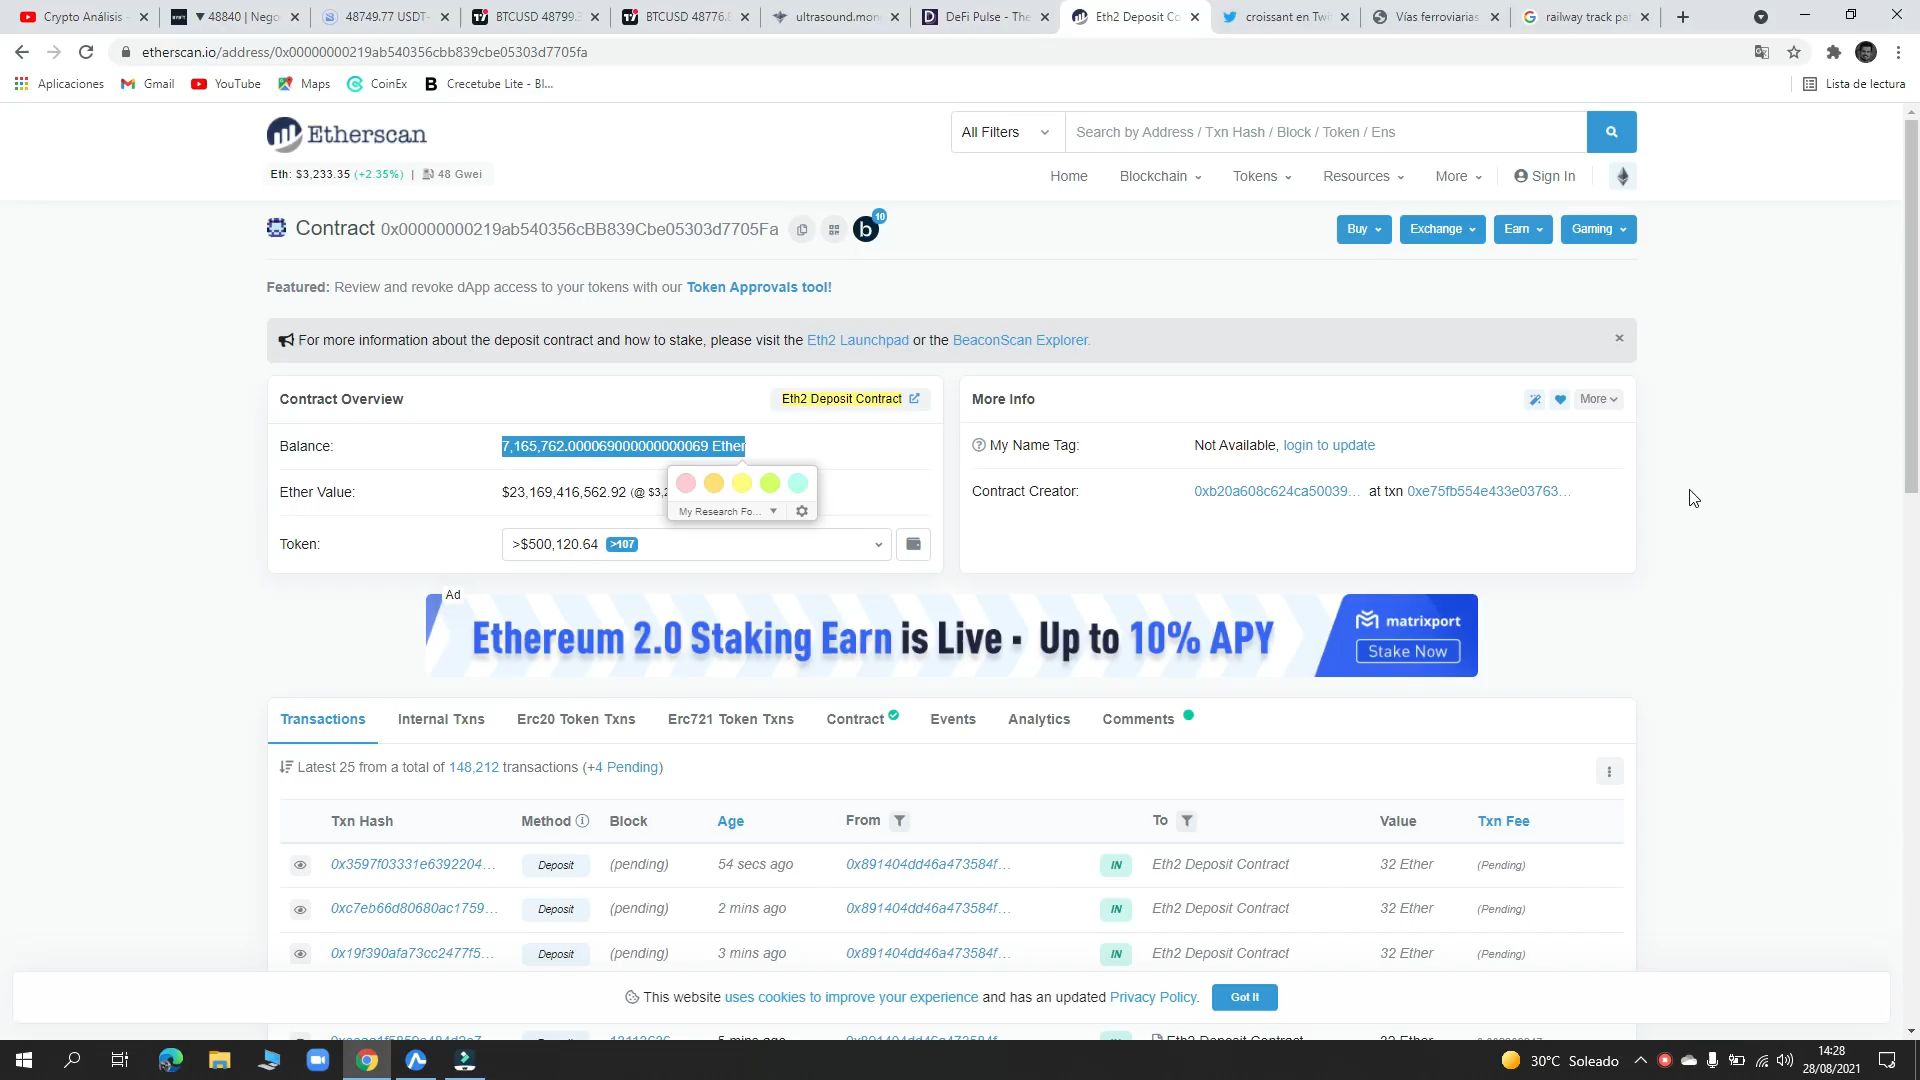 Crypto Análisis
48840 | Nego
48749.77 USDT-
BTCUSD 48799.
BTCUSD 48776.
ultrasound.mon
DeFi Pulse - The
Eth2 Deposit Co
croissant en Twi
Vías ferroviarias
railway track pa
etherscan.io/address/0x00000000219ab540356cbb839cbe05303d7705fa
Aplicaciones
Gmail
YouTube
Maps
CoinEx
Crecetube Lite - Bl...
Lista de lectura
Etherscan
All Filters
Search by Address / Txn Hash / Block / Token / Ens
Eth: $3,233.35 (+2.35%) | 48 Gwei
Home Blockchain Tokens Resources More Sign In
Contract 0x00000000219ab540356cBB839Cbe05303d7705Fa
b 10
Buy Exchange Earn Gaming
Featured: Review and revoke dApp access to your tokens with our Token Approvals tool!
For more information about the deposit contract and how to stake, please visit the Eth2 Launchpad or the BeaconScan Explorer.
Contract Overview
Eth2 Deposit Contract
Balance: 7,165,762.000069000000000069 Ether
Ether Value: $23,169,416,562.92 (@ $3,2
My Research Fo...
Token: >$500,120.64 >107
More Info
More
My Name Tag: Not Available, login to update
Contract Creator: 0xb20a608c624ca50039... at txn 0xe75fb554e433e03763...
Ad
Ethereum 2.0 Staking Earn is Live - Up to 10% APY
matrixport
Stake Now
Transactions Internal Txns Erc20 Token Txns Erc721 Token Txns Contract Events Analytics Comments
Latest 25 from a total of 148,212 transactions (+4 Pending)
Txn Hash Method Block Age From To Value Txn Fee
0x3597f03331e6392204... Deposit (pending) 54 secs ago 0x891404dd46a473584f... IN Eth2 Deposit Contract 32 Ether (Pending)
0xc7eb66d80680ac1759... Deposit (pending) 2 mins ago 0x891404dd46a473584f... IN Eth2 Deposit Contract 32 Ether (Pending)
0x19f390afa73cc2477f5... Deposit (pending) 3 mins ago 0x891404dd46a473584f... IN Eth2 Deposit Contract 32 Ether (Pending)
This website uses cookies to improve your experience and has an updated Privacy Policy.
Got It
30°C Soleado
14:28
28/08/2021